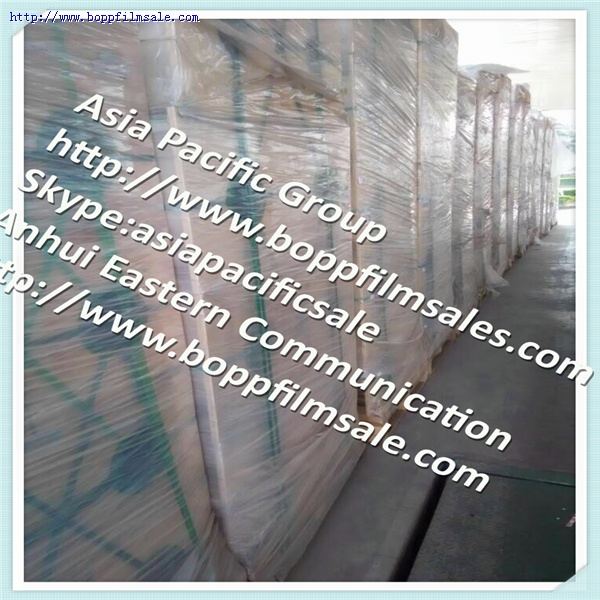 http://www.boppfilmsale.com
Asia Pacific Group
http://www.boppfilmsales.com
Skype:asiapacificsale
Anhui Eastern Communication
http://www.boppfilmsale.com